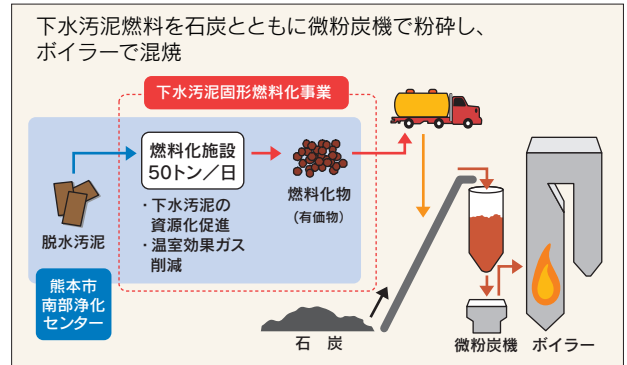 下水汚泥燃料を石炭とともに微粉炭機で粉砕し、
ボイラーで混焼
下水汚泥固形燃料化事業
燃料化施設
50トン／日
・下水汚泥の
資源化促進
・温室効果ガス
削減
脱水汚泥
燃料化物
（有価物）
熊本市
南部浄化
センター
石 炭
微粉炭機
ボイラー